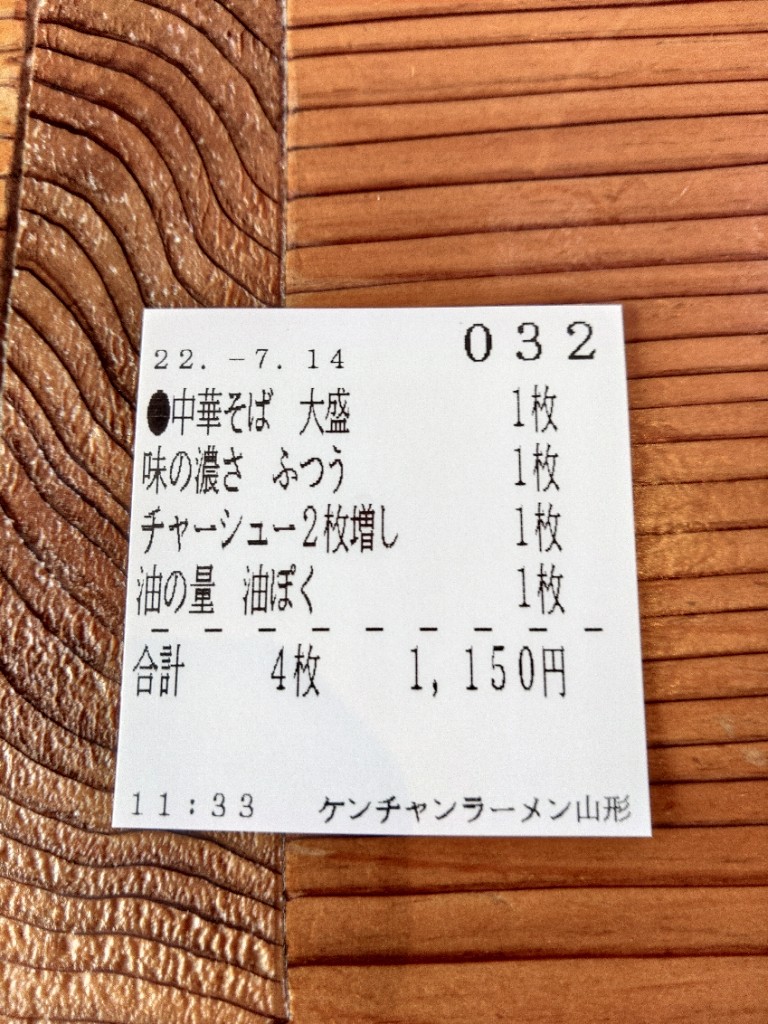 22.-7.14 032
●中華そば 大盛 1枚
味の濃さ ふつう 1枚
チャーシュー2枚増し 1枚
油の量 油ぽく 1枚
合計 4枚 1,150円
11:33 ケンチャンラーメン山形